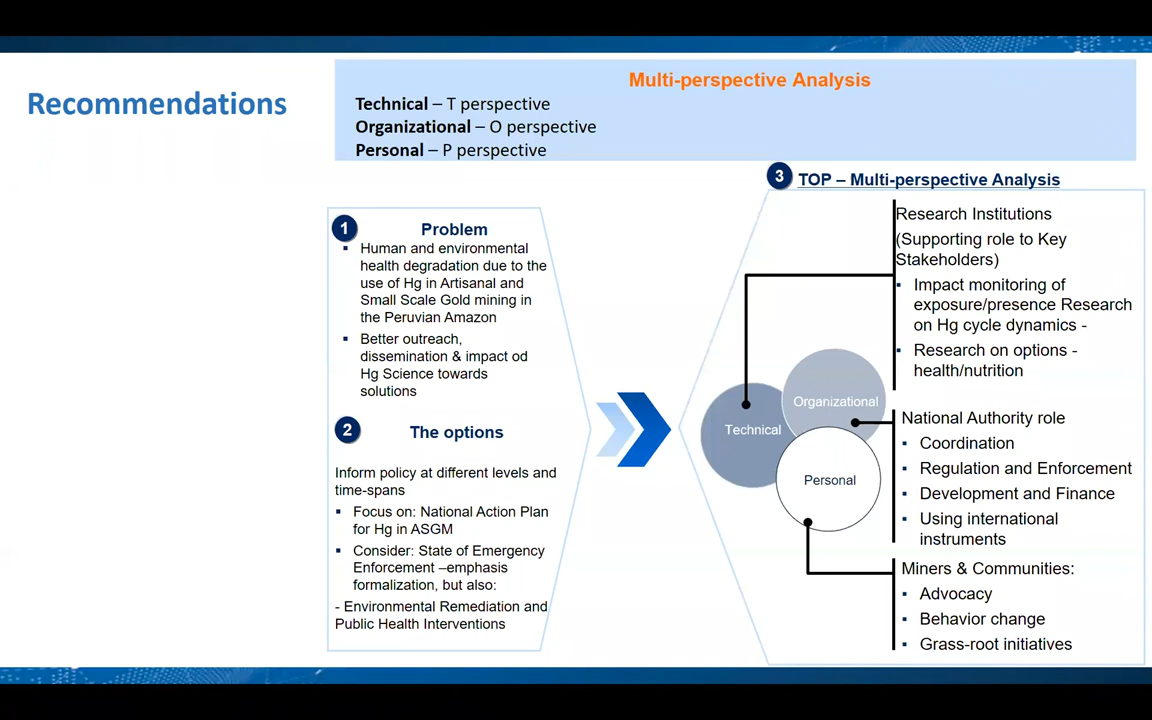 Recommendations
Multi-perspective Analysis
Technical – T perspective
Organizational – O perspective
Personal – P perspective
1
Problem
▪ Human and environmental
health degradation due to the
use of Hg in Artisanal and
Small Scale Gold mining in
the Peruvian Amazon
▪ Better outreach,
dissemination & impact od
Hg Science towards
solutions
2
The options
Inform policy at different levels and
time-spans
▪ Focus on: National Action Plan
for Hg in ASGM
▪ Consider: State of Emergency
Enforcement –emphasis
formalization, but also:
- Environmental Remediation and
Public Health Interventions
3 TOP – Multi-perspective Analysis
Technical
Organizational
Personal
Research Institutions
(Supporting role to Key
Stakeholders)
▪ Impact monitoring of
exposure/presence Research
on Hg cycle dynamics -
▪ Research on options -
health/nutrition
National Authority role
▪ Coordination
▪ Regulation and Enforcement
▪ Development and Finance
▪ Using international
instruments
Miners & Communities:
▪ Advocacy
▪ Behavior change
▪ Grass-root initiatives